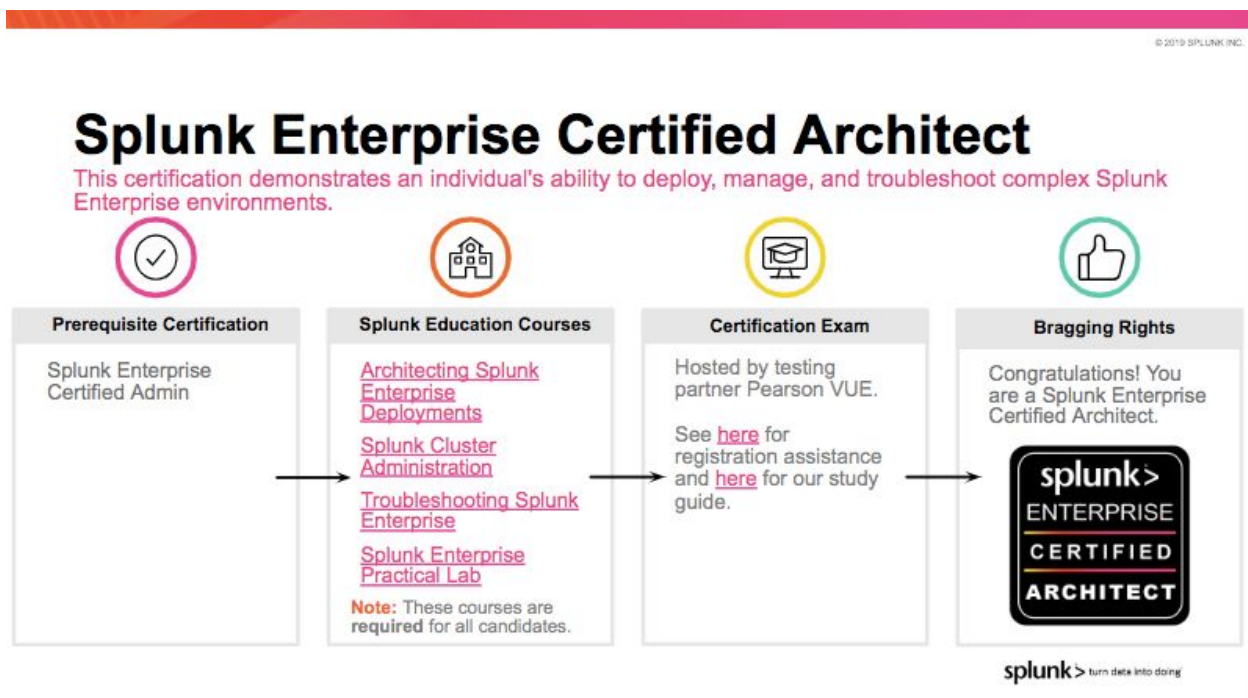 © 2019 SPLUNK INC.
Splunk Enterprise Certified Architect
This certification demonstrates an individual's ability to deploy, manage, and troubleshoot complex Splunk
Enterprise environments.
Prerequisite Certification
Splunk Enterprise
Certified Admin
Splunk Education Courses
Architecting Splunk
Enterprise
Deployments
Splunk Cluster
Administration
Troubleshooting Splunk
Enterprise
Splunk Enterprise
Practical Lab
Note: These courses are
required for all candidates.
Certification Exam
Hosted by testing
partner Pearson VUE.
See here for
registration assistance
and here for our study
guide.
Bragging Rights
Congratulations! You
are a Splunk Enterprise
Certified Architect.
splunk>
ENTERPRISE
CERTIFIED
ARCHITECT
splunk> turn data into doing